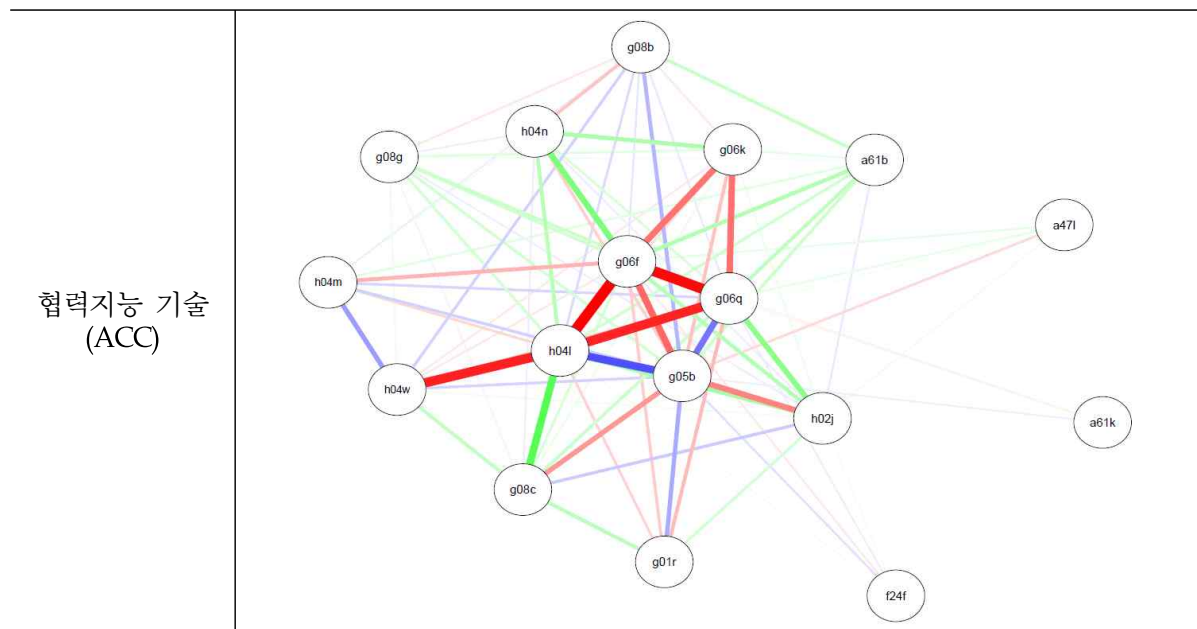 협력지능 기술
(ACC)
g08b
h04n
g06k
g08g
a61b
a47l
g06f
h04m
g06q
h04l
g05b
h04w
h02j
a61k
g08c
g01r
f24f